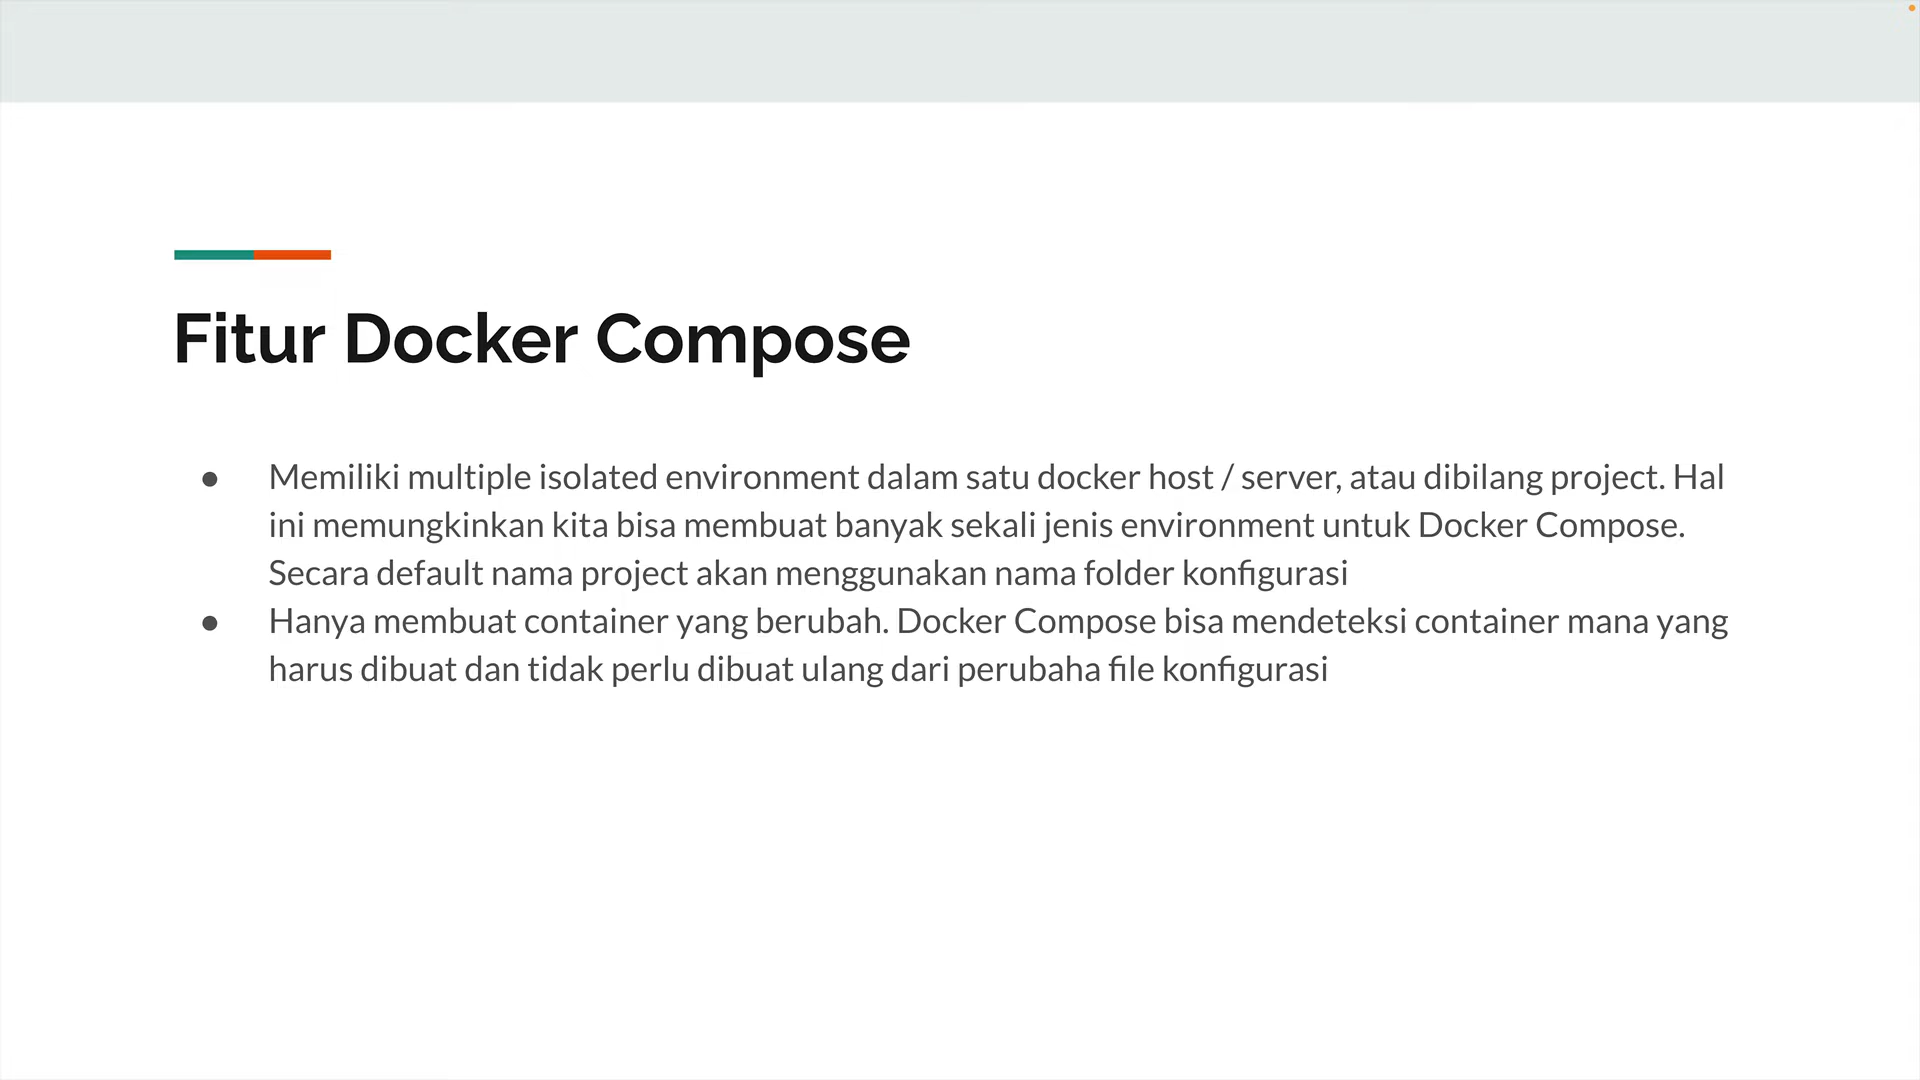 Fitur Docker Compose
● Memiliki multiple isolated environment dalam satu docker host / server, atau dibilang project. Hal
ini memungkinkan kita bisa membuat banyak sekali jenis environment untuk Docker Compose.
Secara default nama project akan menggunakan nama folder konfigurasi
● Hanya membuat container yang berubah. Docker Compose bisa mendeteksi container mana yang
harus dibuat dan tidak perlu dibuat ulang dari perubaha file konfigurasi